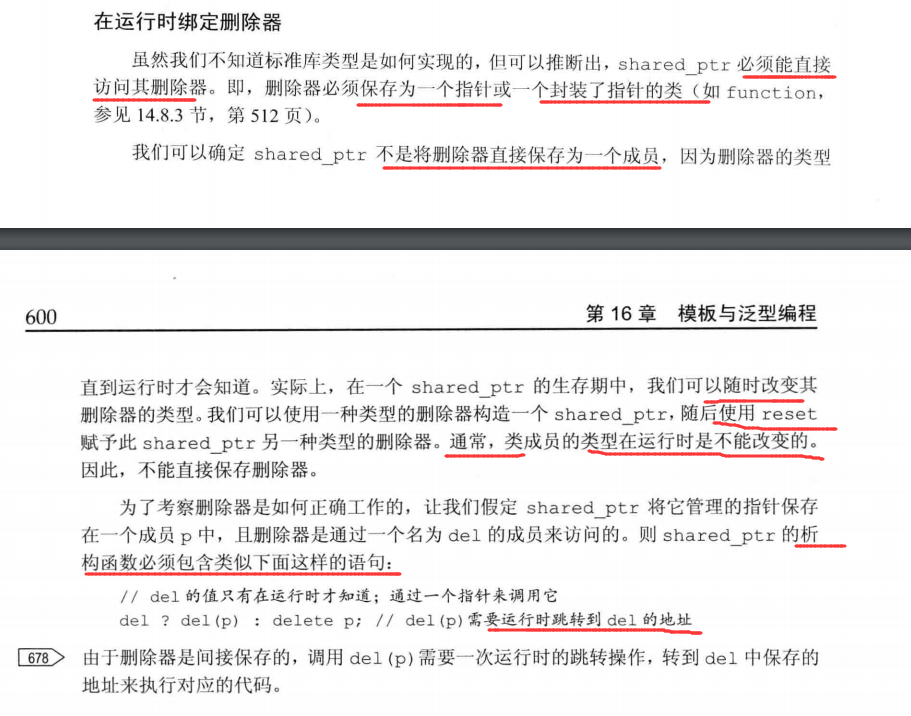 在运行时绑定删除器
虽然我们不知道标准库类型是如何实现的，但可以推断出，shared_ptr 必须能直接
访问其删除器。即，删除器必须保存为一个指针或一个封装了指针的类（如 function，
参见 14.8.3 节，第 512 页）。
我们可以确定 shared_ptr 不是将删除器直接保存为一个成员，因为删除器的类型
600
第 16 章 模板与泛型编程
直到运行时才会知道。实际上，在一个 shared_ptr 的生存期中，我们可以随时改变其
删除器的类型。我们可以使用一种类型的删除器构造一个 shared_ptr，随后使用 reset
赋予此 shared_ptr 另一种类型的删除器。通常，类成员的类型在运行时是不能改变的。
因此，不能直接保存删除器。
为了考察删除器是如何正确工作的，让我们假定 shared_ptr 将它管理的指针保存
在一个成员 p 中，且删除器是通过一个名为 del 的成员来访问的。则 shared_ptr 的析
构函数必须包含类似下面这样的语句：
// del 的值只有在运行时才知道；通过一个指针来调用它
del ? del(p) : delete p; // del(p)需要运行时跳转到 del 的地址
678
由于删除器是间接保存的，调用 del(p)需要一次运行时的跳转操作，转到 del 中保存的
地址来执行对应的代码。